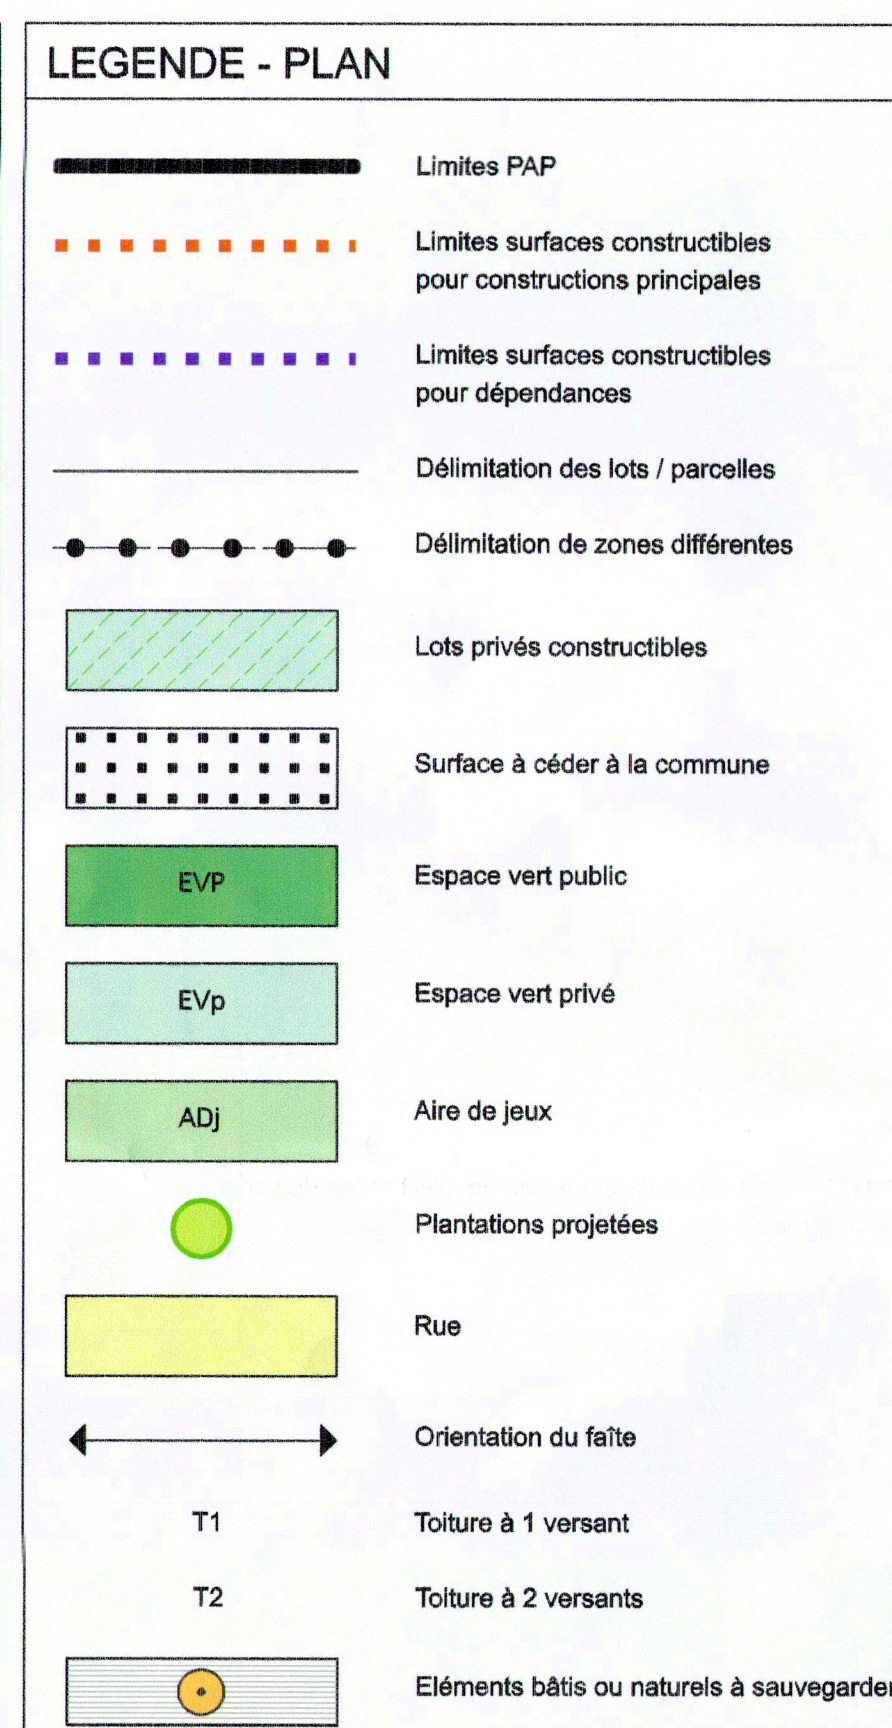 LEGENDE - PLAN
Limites PAP
Limites surfaces constructibles
pour constructions principales
Limites surfaces constructibles
pour dépendances
Délimitation des lots / parcelles
Délimitation de zones différentes
Lots privés constructibles
Surface à céder à la commune
EVP Espace vert public
EVp Espace vert privé
ADj Aire de jeux
Plantations projetées
Rue
Orientation du faîte
T1 Toiture à 1 versant
T2 Toiture à 2 versants
Eléments bâtis ou naturels à sauvegarder